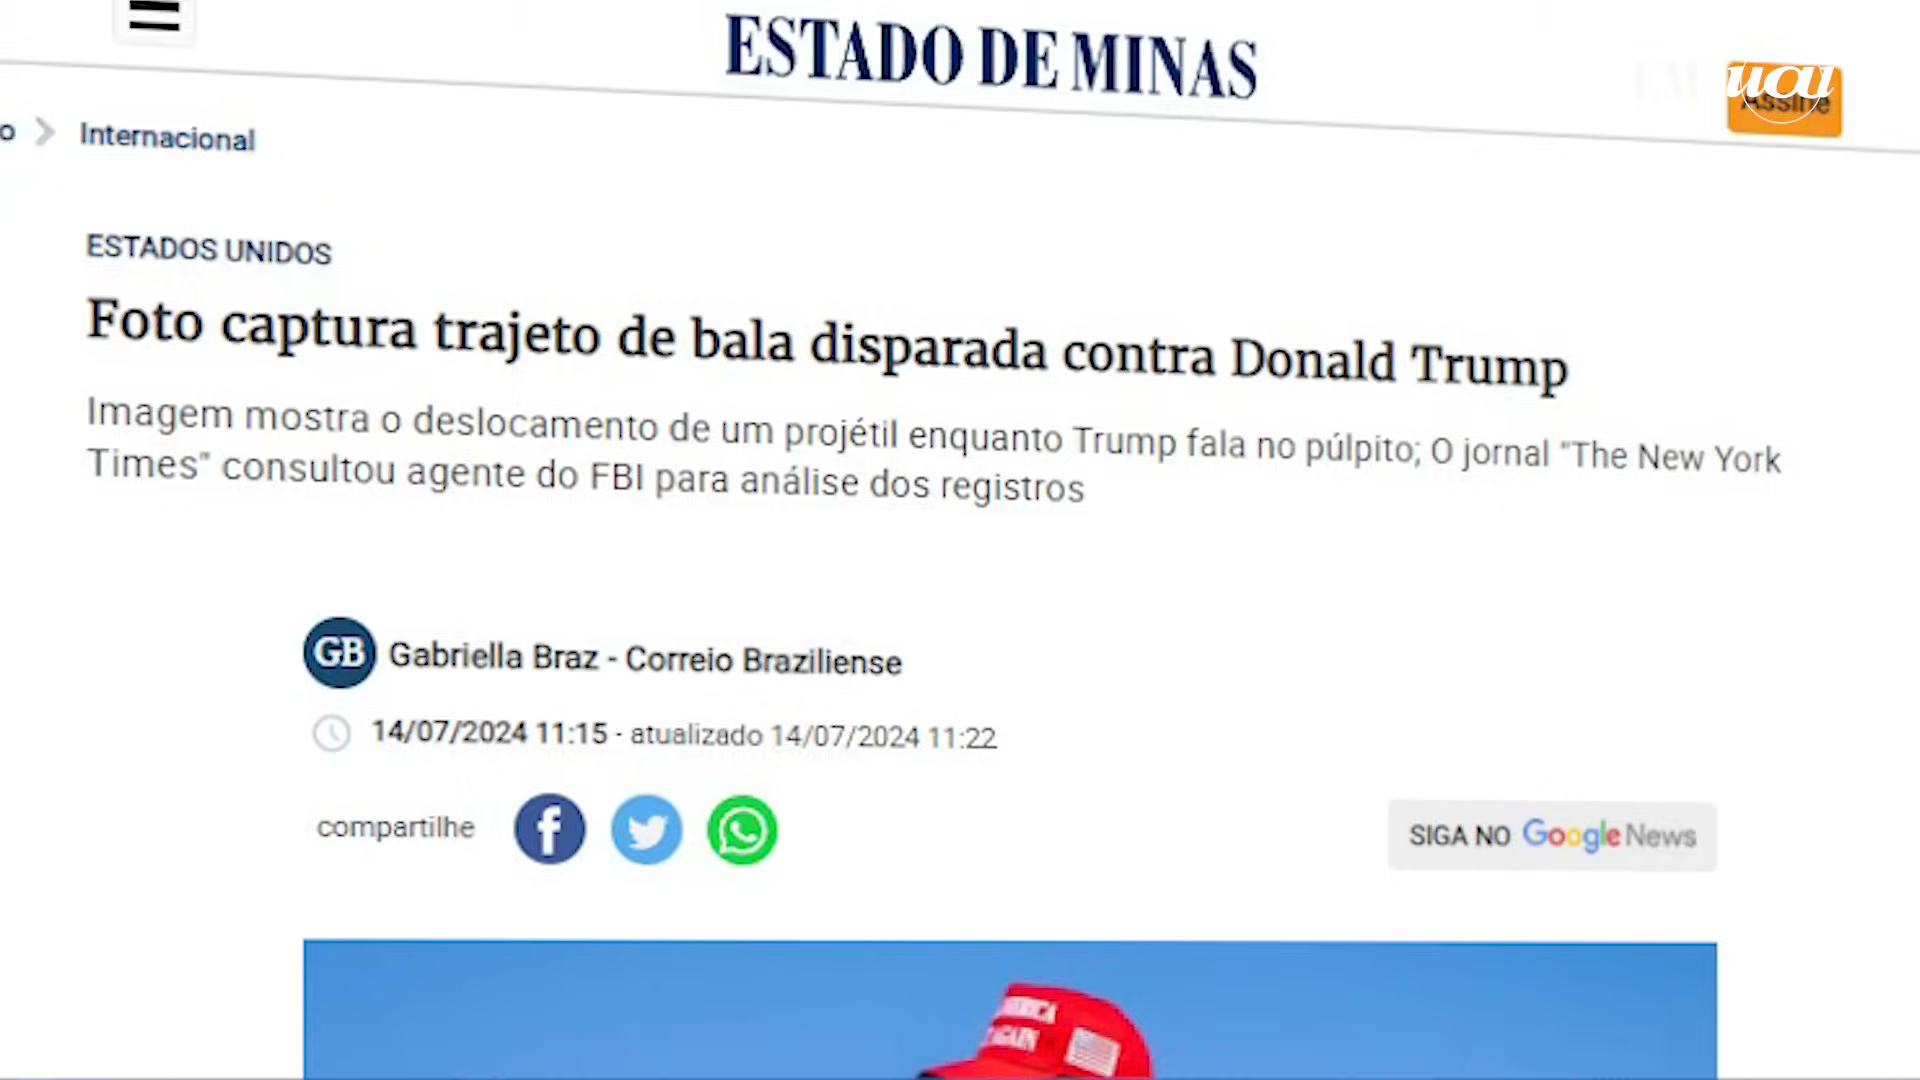 ESTADO DE MINAS
uai
Assine
Internacional
ESTADOS UNIDOS
Foto captura trajeto de bala disparada contra Donald Trump
Imagem mostra o deslocamento de um projétil enquanto Trump fala no púlpito; O jornal "The New York
Times" consultou agente do FBI para análise dos registros
GB Gabriella Braz - Correio Braziliense
14/07/2024 11:15 - atualizado 14/07/2024 11:22
compartilhe
SIGA NO Google News
AGAIN